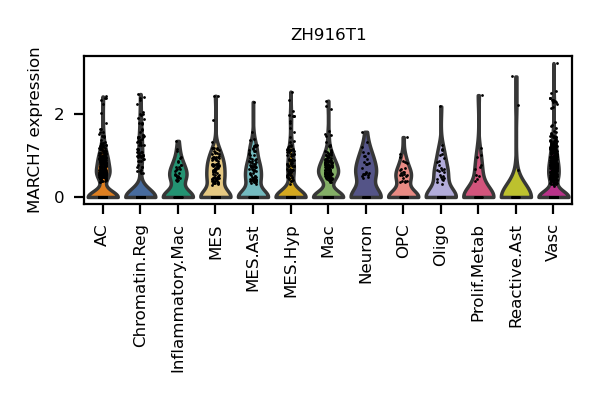 ZH916T1
MARCH7 expression
2
0
AC
Chromatin.Reg
Inflammatory.Mac
MES
MES.Ast
MES.Hyp
Mac
Neuron
OPC
Oligo
Prolif.Metab
Reactive.Ast
Vasc